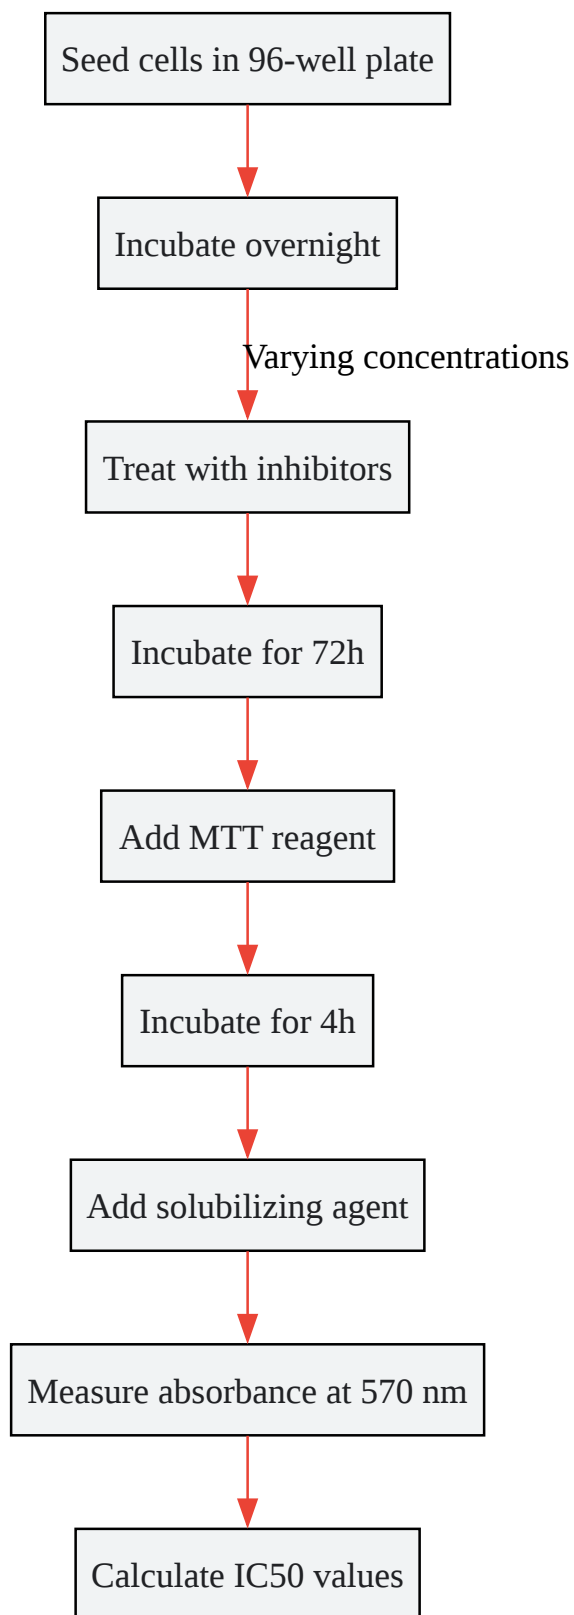 Seed cells in 96-well plate
Incubate overnight
Varying concentrations
Treat with inhibitors
Incubate for 72h
Add MTT reagent
Incubate for 4h
Add solubilizing agent
Measure absorbance at 570 nm
Calculate IC50 values